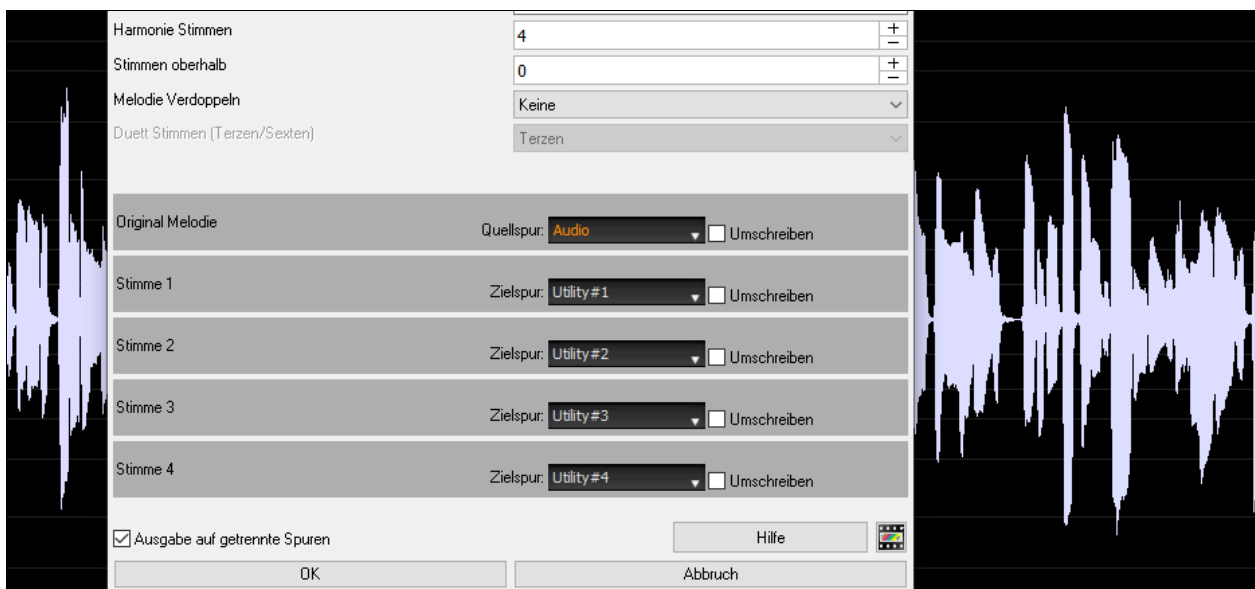 Harmonie Stimmen 4 + −
Stimmen oberhalb 0 + −
Melodie Verdoppeln Keine
Duett Stimmen (Terzen/Sexten) Terzen
Original Melodie Quellspur: Audio Umschreiben
Stimme 1 Zielspur: Utility#1 Umschreiben
Stimme 2 Zielspur: Utility#2 Umschreiben
Stimme 3 Zielspur: Utility#3 Umschreiben
Stimme 4 Zielspur: Utility#4 Umschreiben
Ausgabe auf getrennte Spuren Hilfe
OK Abbruch